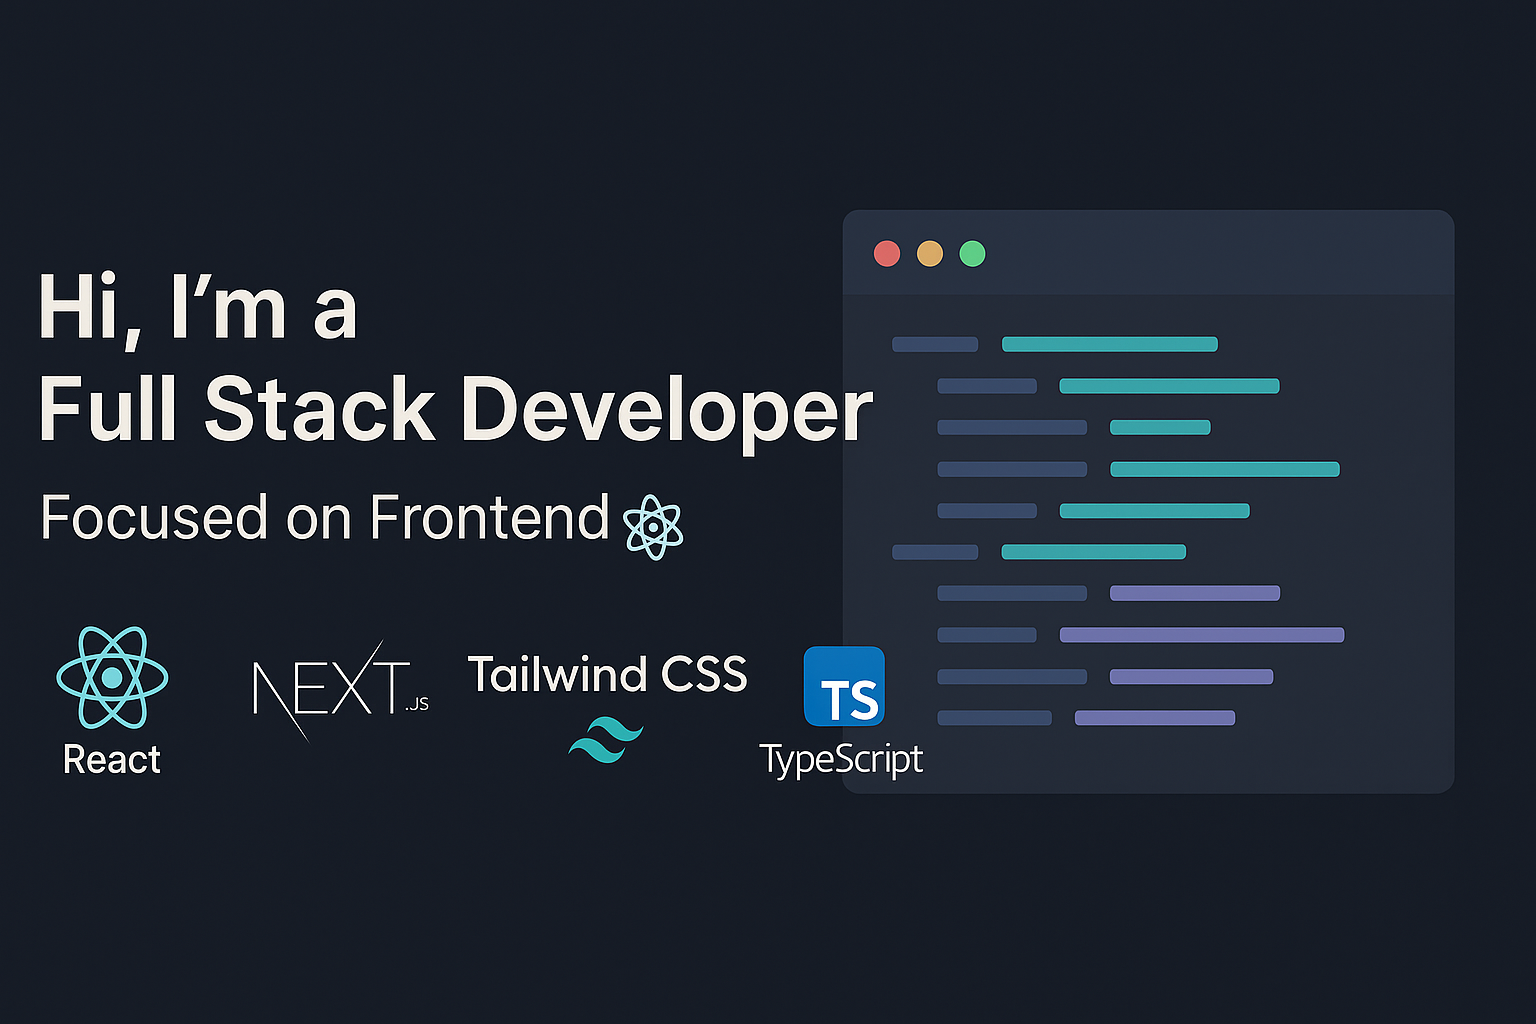 Hi, I’m a
Full Stack Developer
Focused on Frontend
React
NEXT.JS
Tailwind CSS
TS
TypeScript